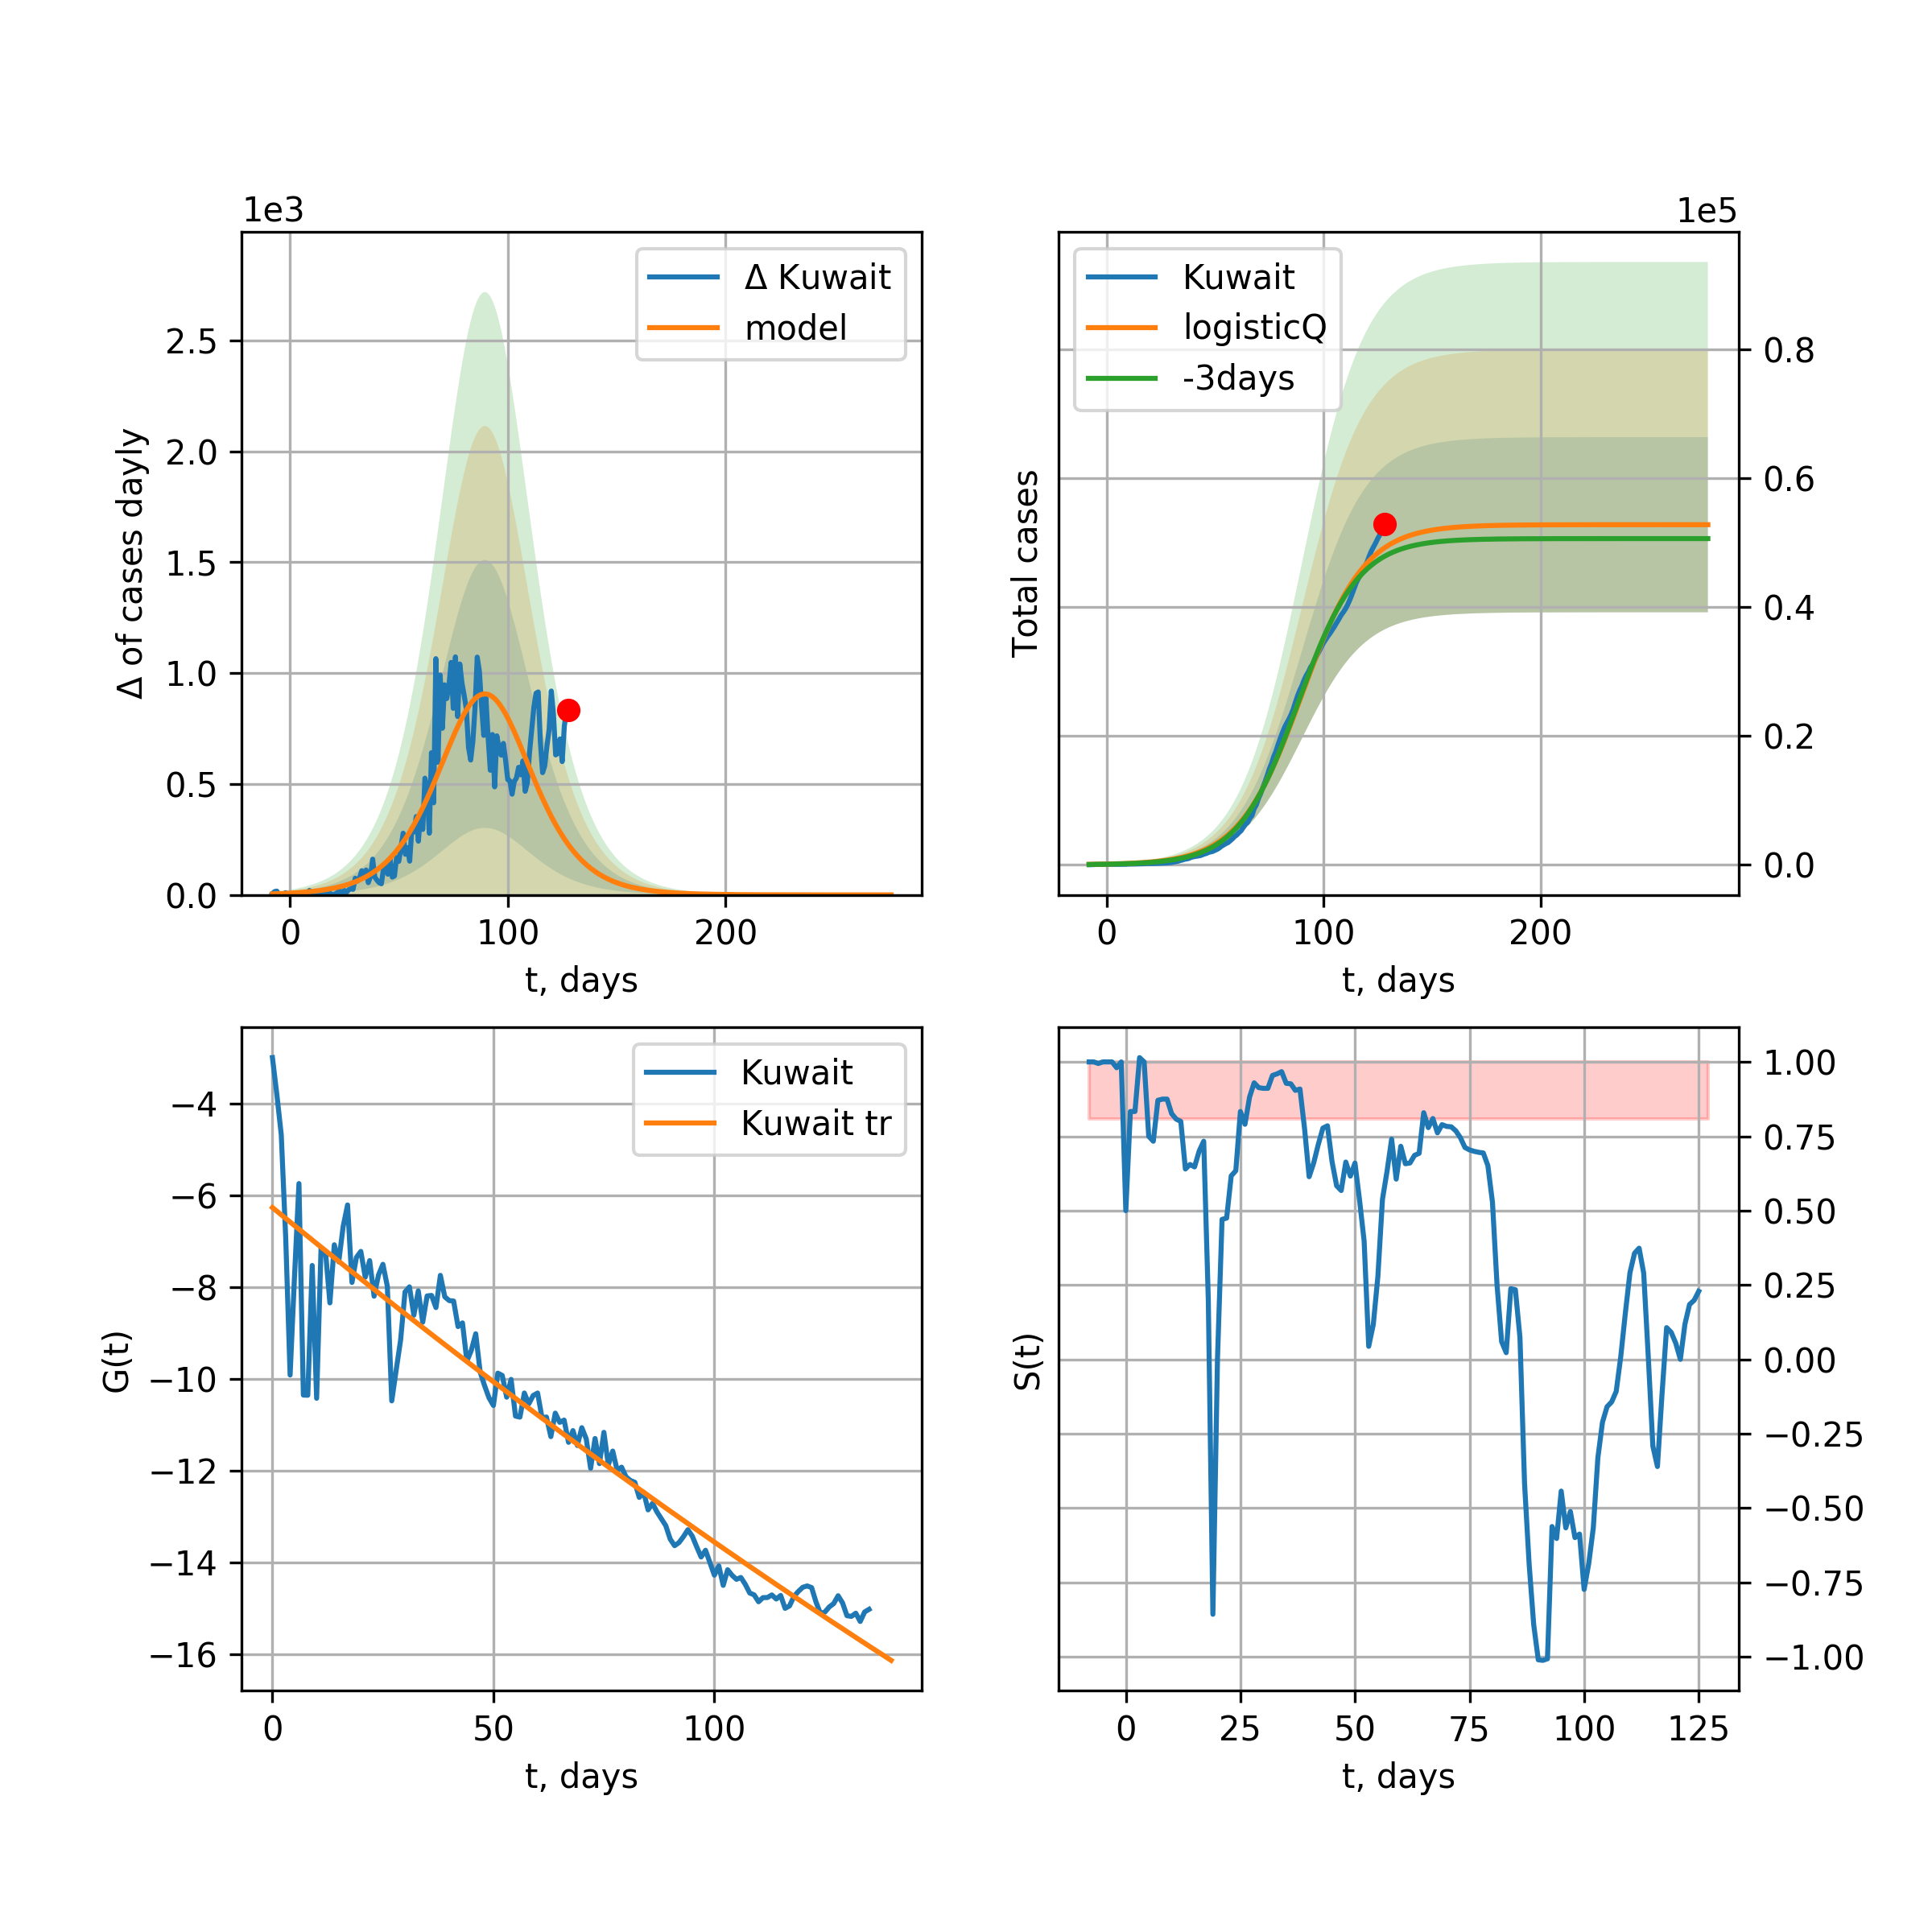 1e3
Δ Kuwait
model
2.5
2.0
1.5
1.0
0.5
0.0
Δ of cases dayly
0
100
200
t, days
1e5
Kuwait
logisticQ
-3days
0.8
0.6
0.4
0.2
0.0
Total cases
0
100
200
t, days
Kuwait
Kuwait tr
−4
−6
−8
−10
−12
−14
−16
G(t)
0
50
100
t, days
1.00
0.75
0.50
0.25
0.00
−0.25
−0.50
−0.75
−1.00
S(t)
0
25
50
75
100
125
t, days